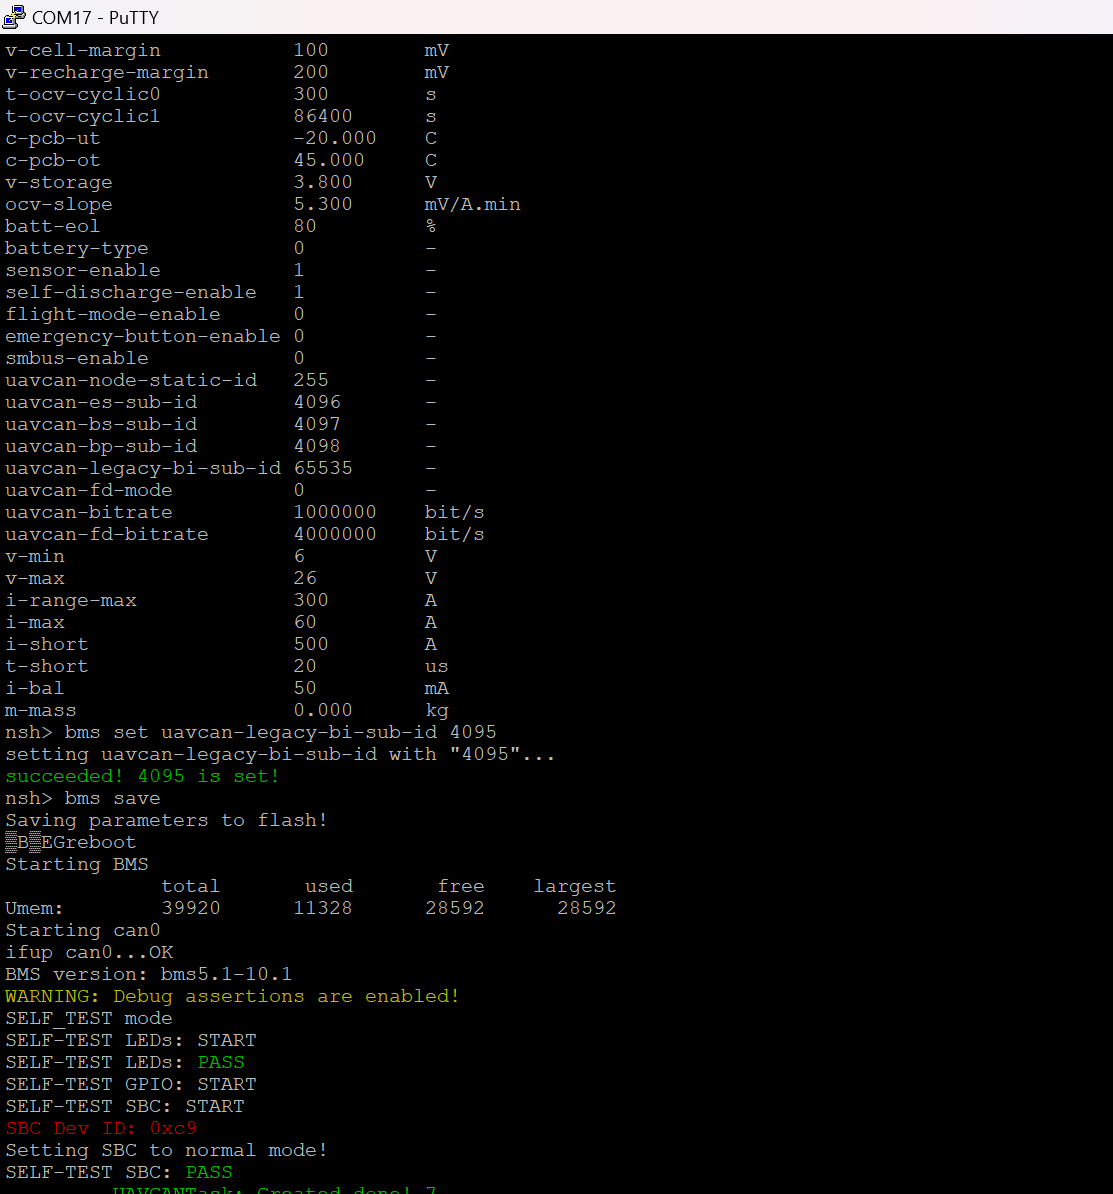 COM17 - PuTTY
v-cell-margin 100 mV
v-recharge-margin 200 mV
t-ocv-cyclic0 300 s
t-ocv-cyclic1 86400 s
c-pcb-ut -20.000 C
c-pcb-ot 45.000 C
v-storage 3.800 V
ocv-slope 5.300 mV/A.min
batt-eol 80 %
battery-type 0 -
sensor-enable 1 -
self-discharge-enable 1 -
flight-mode-enable 0 -
emergency-button-enable 0 -
smbus-enable 0 -
uavcan-node-static-id 255 -
uavcan-es-sub-id 4096 -
uavcan-bs-sub-id 4097 -
uavcan-bp-sub-id 4098 -
uavcan-legacy-bi-sub-id 65535 -
uavcan-fd-mode 0 -
uavcan-bitrate 1000000 bit/s
uavcan-fd-bitrate 4000000 bit/s
v-min 6 V
v-max 26 V
i-range-max 300 A
i-max 60 A
i-short 500 A
t-short 20 us
i-bal 50 mA
m-mass 0.000 kg
nsh> bms set uavcan-legacy-bi-sub-id 4095
setting uavcan-legacy-bi-sub-id with "4095"...
succeeded! 4095 is set!
nsh> bms save
Saving parameters to flash!
▒B▒EGreboot
Starting BMS
total used free largest
Umem: 39920 11328 28592 28592
Starting can0
ifup can0...OK
BMS version: bms5.1-10.1
WARNING: Debug assertions are enabled!
SELF_TEST mode
SELF-TEST LEDs: START
SELF-TEST LEDs: PASS
SELF-TEST GPIO: START
SELF-TEST SBC: START
SBC Dev ID: 0xc9
Setting SBC to normal mode!
SELF-TEST SBC: PASS
UAVCANTask: Created done! 7